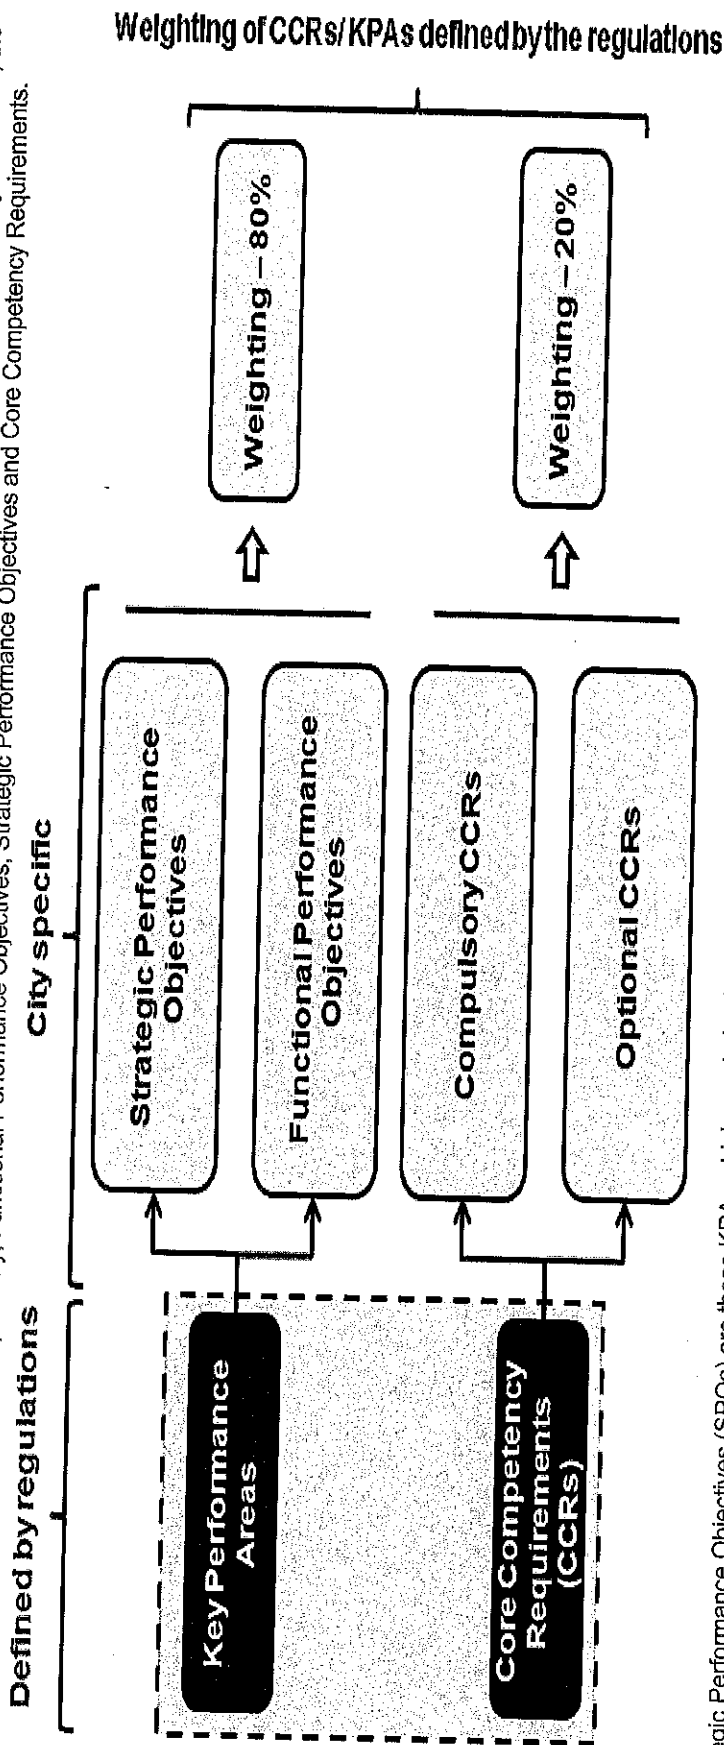 Functional Performance Objectives, Strategic Performance Objectives and Core Competency Requirements.
Defined by regulations
City specific
Weighting of CCRs/KPAs defined by the regulations
Key Performance
Areas
Strategic Performance
Objectives
Functional Performance
Objectives
Weighting – 80%
Core Competency
Requirements
(CCRs)
Compulsory CCRs
Optional CCRs
Weighting – 20%
Performance Objectives (SPOs) are those